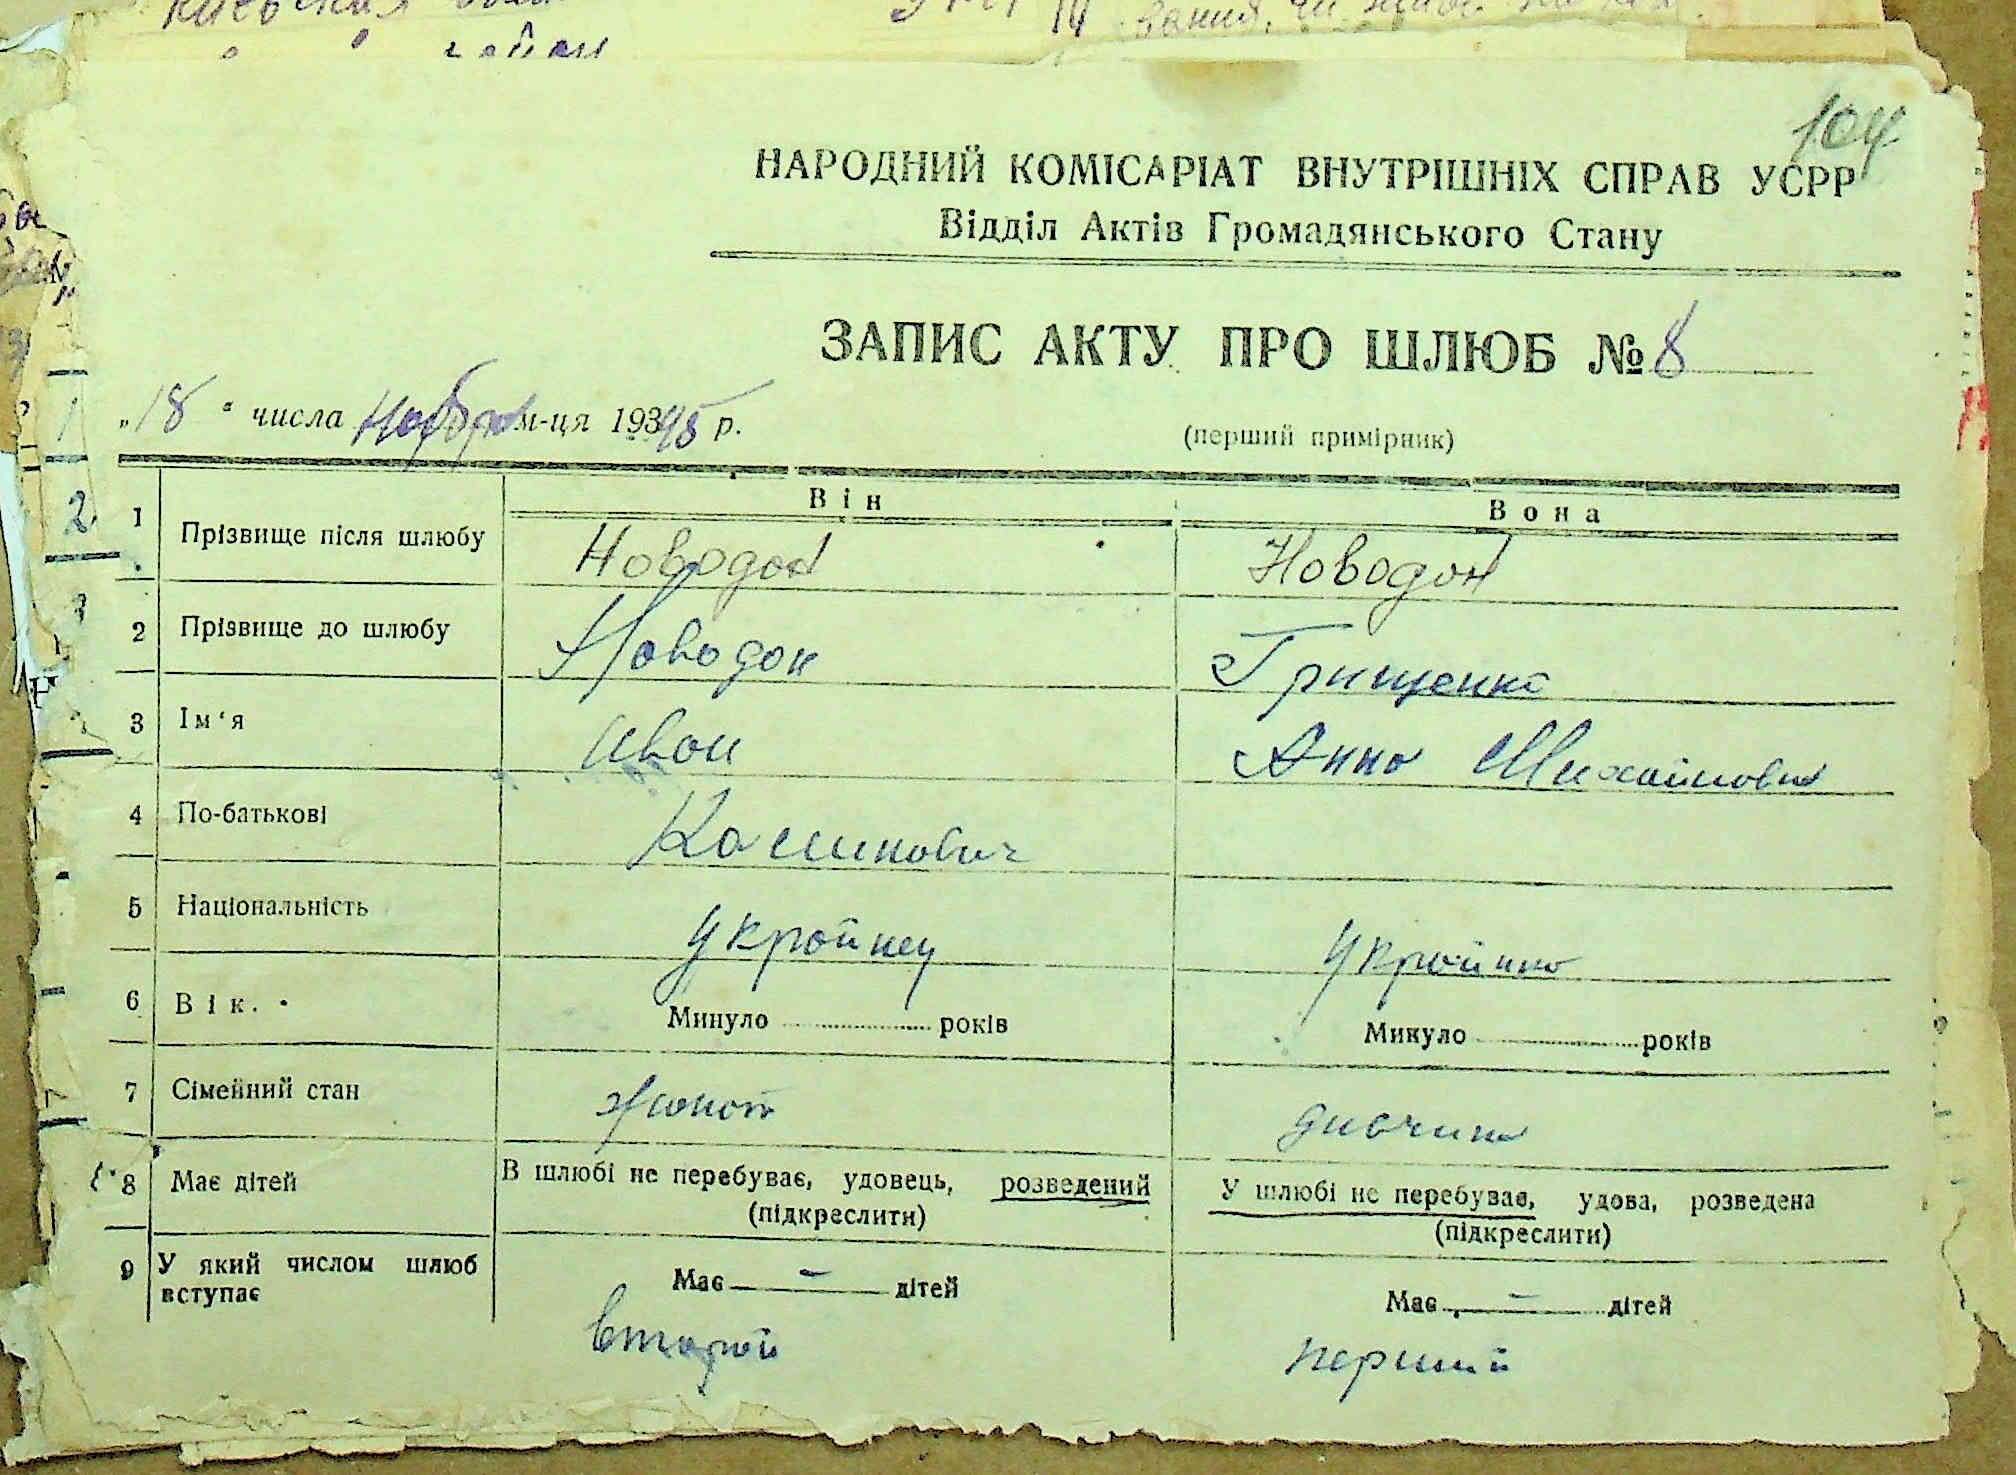 104
НАРОДНИЙ КОМІСАРІАТ ВНУТРІШНІХ СПРАВ УСРР
Відділ Актів Громадянського Стану
ЗАПИС АКТУ ПРО ШЛЮБ № 8
„18“ числа Ноября м-ця 19345 р.
(перший примірник)
Він Вона
1 Прізвище після шлюбу Новодон Новодон
2 Прізвище до шлюбу Новодон Грищенко
3 Ім‘я Иван Анна Михайловна
4 По-батькові
5 Національність Українец Українка
6 Вік. Минуло років Минуло років
7 Сімейний стан дивчина
8 Має дітей В шлюбі не перебуває, удовець, розведений У шлюбі не перебуває, удова, розведена
(підкреслити) (підкреслити)
9 У який числом шлюб вступає Має - дітей Має - дітей
вторий перший